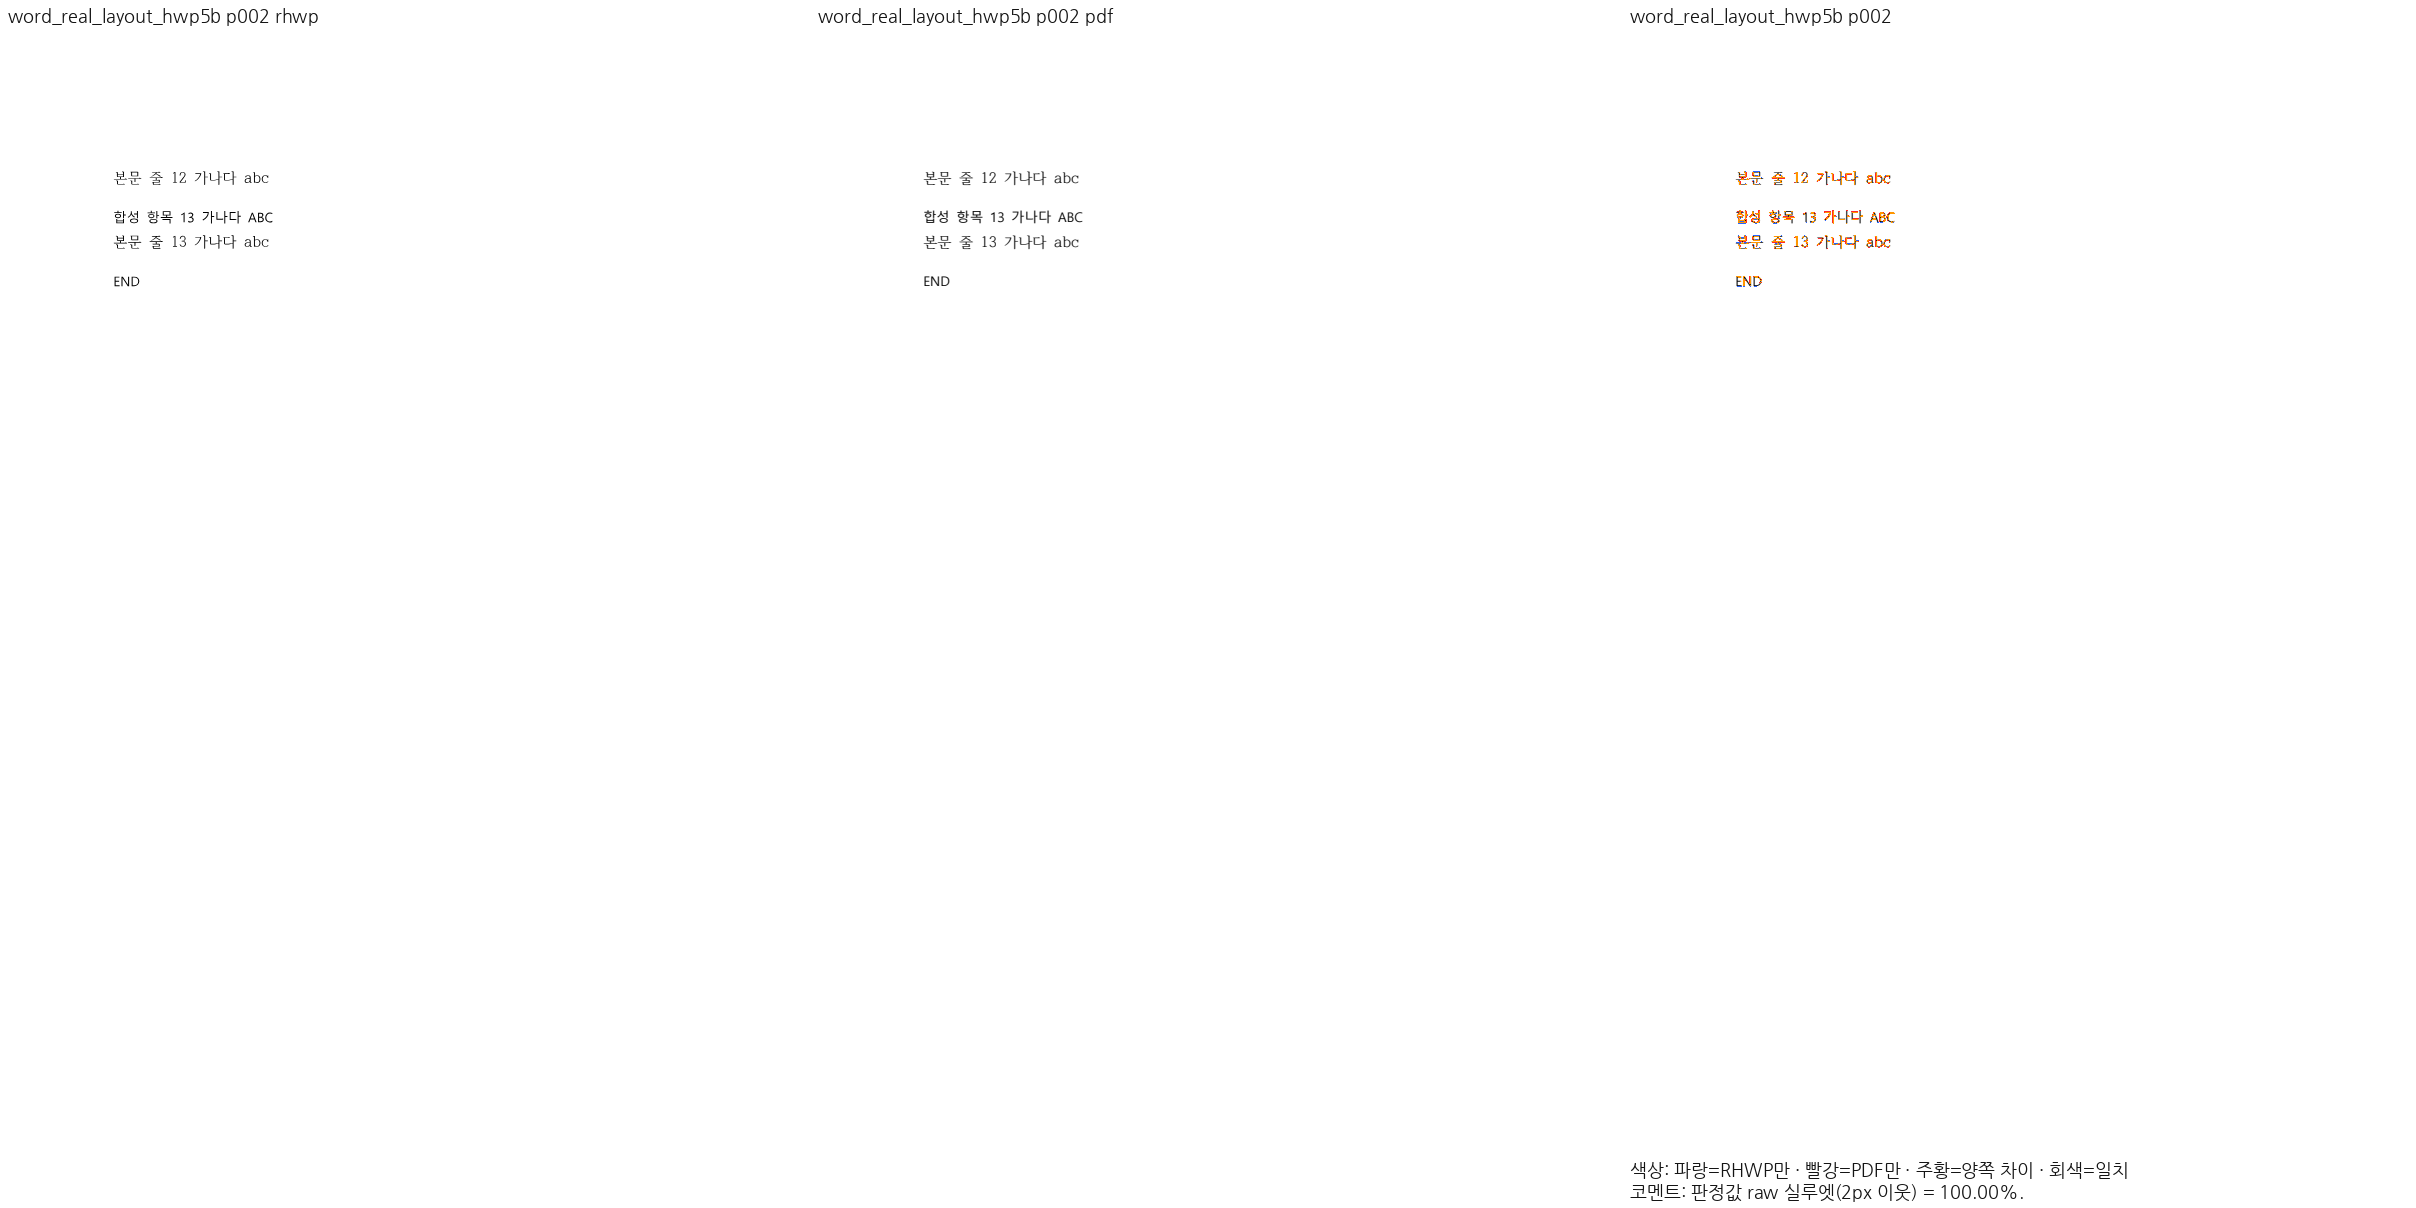 word_real_layout_hwp5b p002 rhwp
본문 줄 12 가나다 abc
합성 항목 13 가나다 ABC
본문 줄 13 가나다 abc
END
word_real_layout_hwp5b p002 pdf
본문 줄 12 가나다 abc
합성 항목 13 가나다 ABC
본문 줄 13 가나다 abc
END
word_real_layout_hwp5b p002
본문 줄 12 가나다 abc
합성 항목 13 가나다 ABC
본문 줄 13 가나다 abc
END
색상: 파랑=RHWP만 · 빨강=PDF만 · 주황=양쪽 차이 · 회색=일치
코멘트: 판정값 raw 실루엣(2px 이웃) = 100.00%.